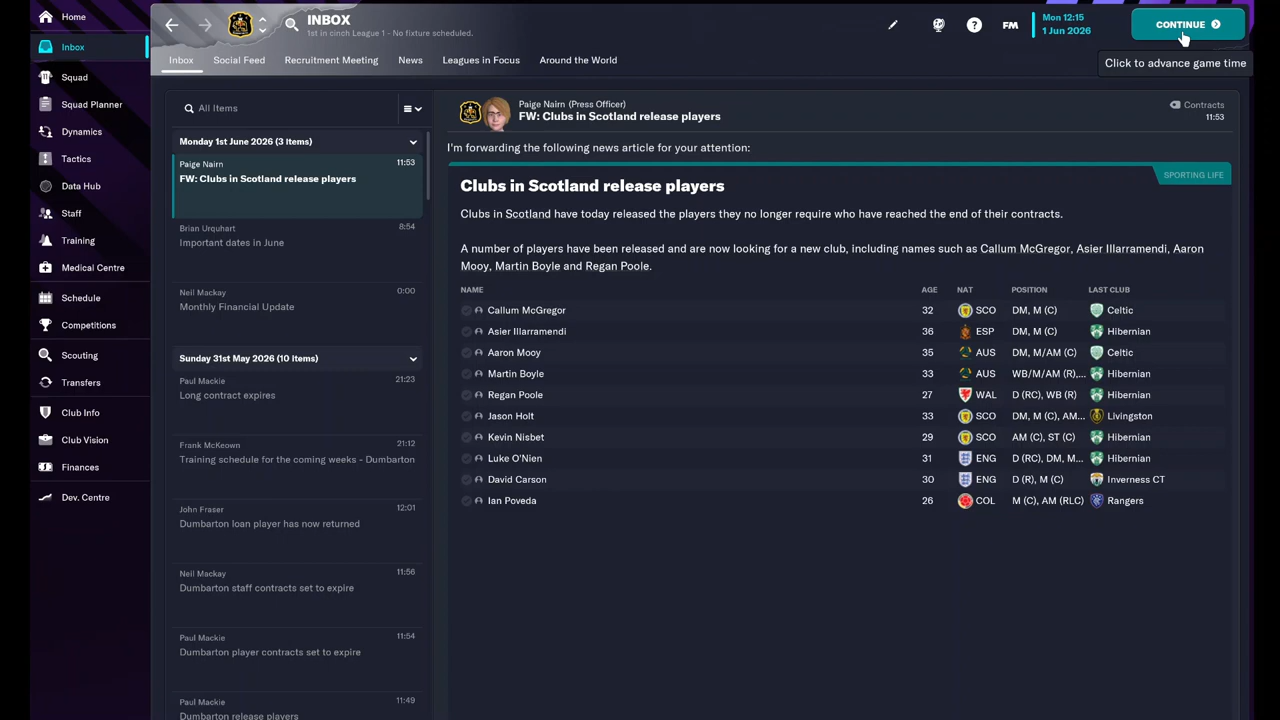 Home
Inbox
Squad
Squad Planner
Dynamics
Tactics
Data Hub
Staff
Training
Medical Centre
Schedule
Competitions
Scouting
Transfers
Club Info
Club Vision
Finances
Dev. Centre
INBOX
1st in cinch League 1 - No fixture scheduled.
FM
Mon 12:15
1 Jun 2026
CONTINUE
Click to advance game time
Inbox Social Feed Recruitment Meeting News Leagues in Focus Around the World
All Items
Monday 1st June 2026 (3 Items)
Paige Nairn 11:53
FW: Clubs in Scotland release players
Brian Urquhart 8:54
Important dates in June
Neil Mackay 0:00
Monthly Financial Update
Sunday 31st May 2026 (10 items)
Paul Mackie 21:23
Long contract expires
Frank McKeown 21:12
Training schedule for the coming weeks - Dumbarton
John Fraser 12:01
Dumbarton loan player has now returned
Neil Mackay 11:56
Dumbarton staff contracts set to expire
Paul Mackie 11:54
Dumbarton player contracts set to expire
Paul Mackie 11:49
Dumbarton release players
Paige Nairn (Press Officer)
FW: Clubs in Scotland release players
Contracts
11:53
I'm forwarding the following news article for your attention:
SPORTING LIFE
Clubs in Scotland release players
Clubs in Scotland have today released the players they no longer require who have reached the end of their contracts.
A number of players have been released and are now looking for a new club, including names such as Callum McGregor, Asier Illarramendi, Aaron
Mooy, Martin Boyle and Regan Poole.
NAME AGE NAT POSITION LAST CLUB
Callum McGregor 32 SCO DM, M (C) Celtic
Asier Illarramendi 36 ESP DM, M (C) Hibernian
Aaron Mooy 35 AUS DM, M/AM (C) Celtic
Martin Boyle 33 AUS WB/M/AM (R),... Hibernian
Regan Poole 27 WAL D (RC), WB (R) Hibernian
Jason Holt 33 SCO DM, M (C), AM... Livingston
Kevin Nisbet 29 SCO AM (C), ST (C) Hibernian
Luke O'Nien 31 ENG D (RC), DM, M... Hibernian
David Carson 30 ENG D (R), M (C) Inverness CT
Ian Poveda 26 COL M (C), AM (RLC) Rangers